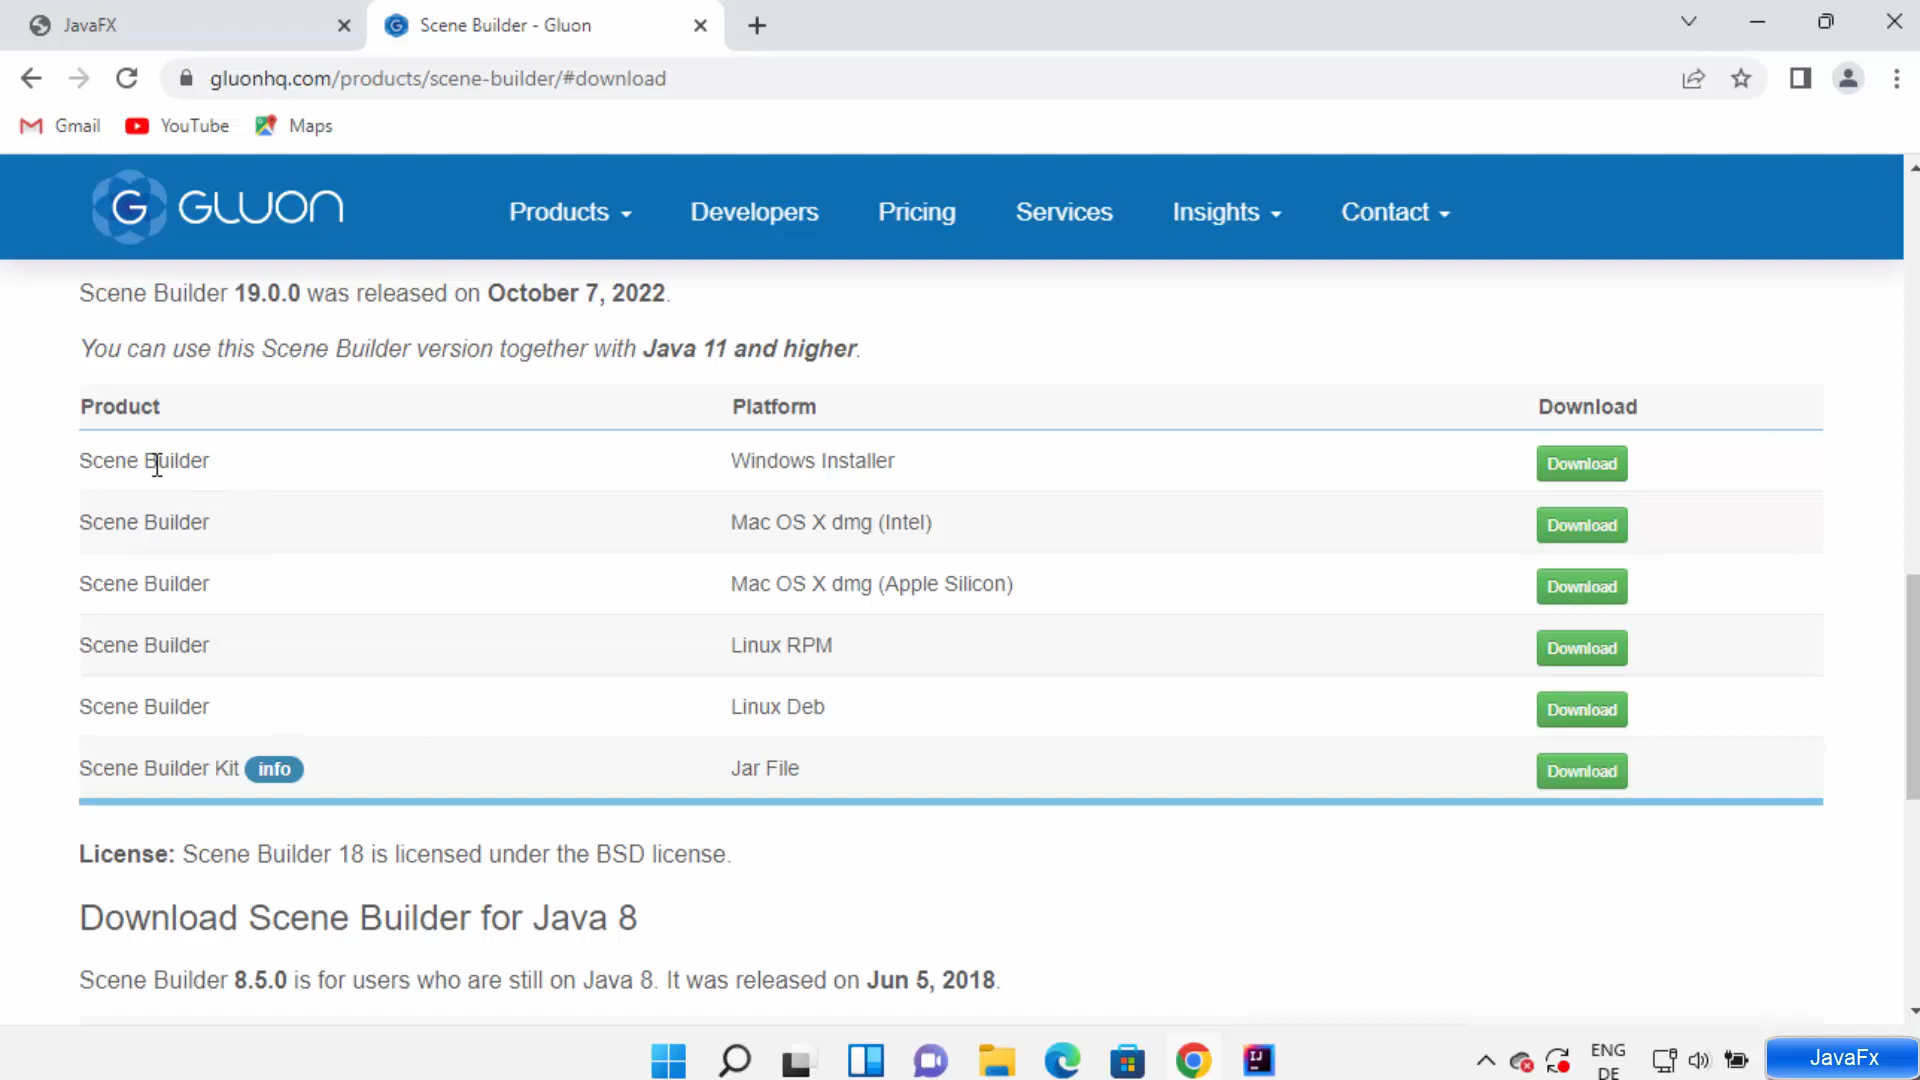 JavaFX
Scene Builder - Gluon
gluonhq.com/products/scene-builder/#download
Gmail
YouTube
Maps
G GLUON
Products
Developers
Pricing
Services
Insights
Contact
Scene Builder 19.0.0 was released on October 7, 2022.
You can use this Scene Builder version together with Java 11 and higher.
Product Platform Download
Scene Builder Windows Installer Download
Scene Builder Mac OS X dmg (Intel) Download
Scene Builder Mac OS X dmg (Apple Silicon) Download
Scene Builder Linux RPM Download
Scene Builder Linux Deb Download
Scene Builder Kit info Jar File Download
License: Scene Builder 18 is licensed under the BSD license.
Download Scene Builder for Java 8
Scene Builder 8.5.0 is for users who are still on Java 8. It was released on Jun 5, 2018.
IJ
ENG
DE
JavaFx